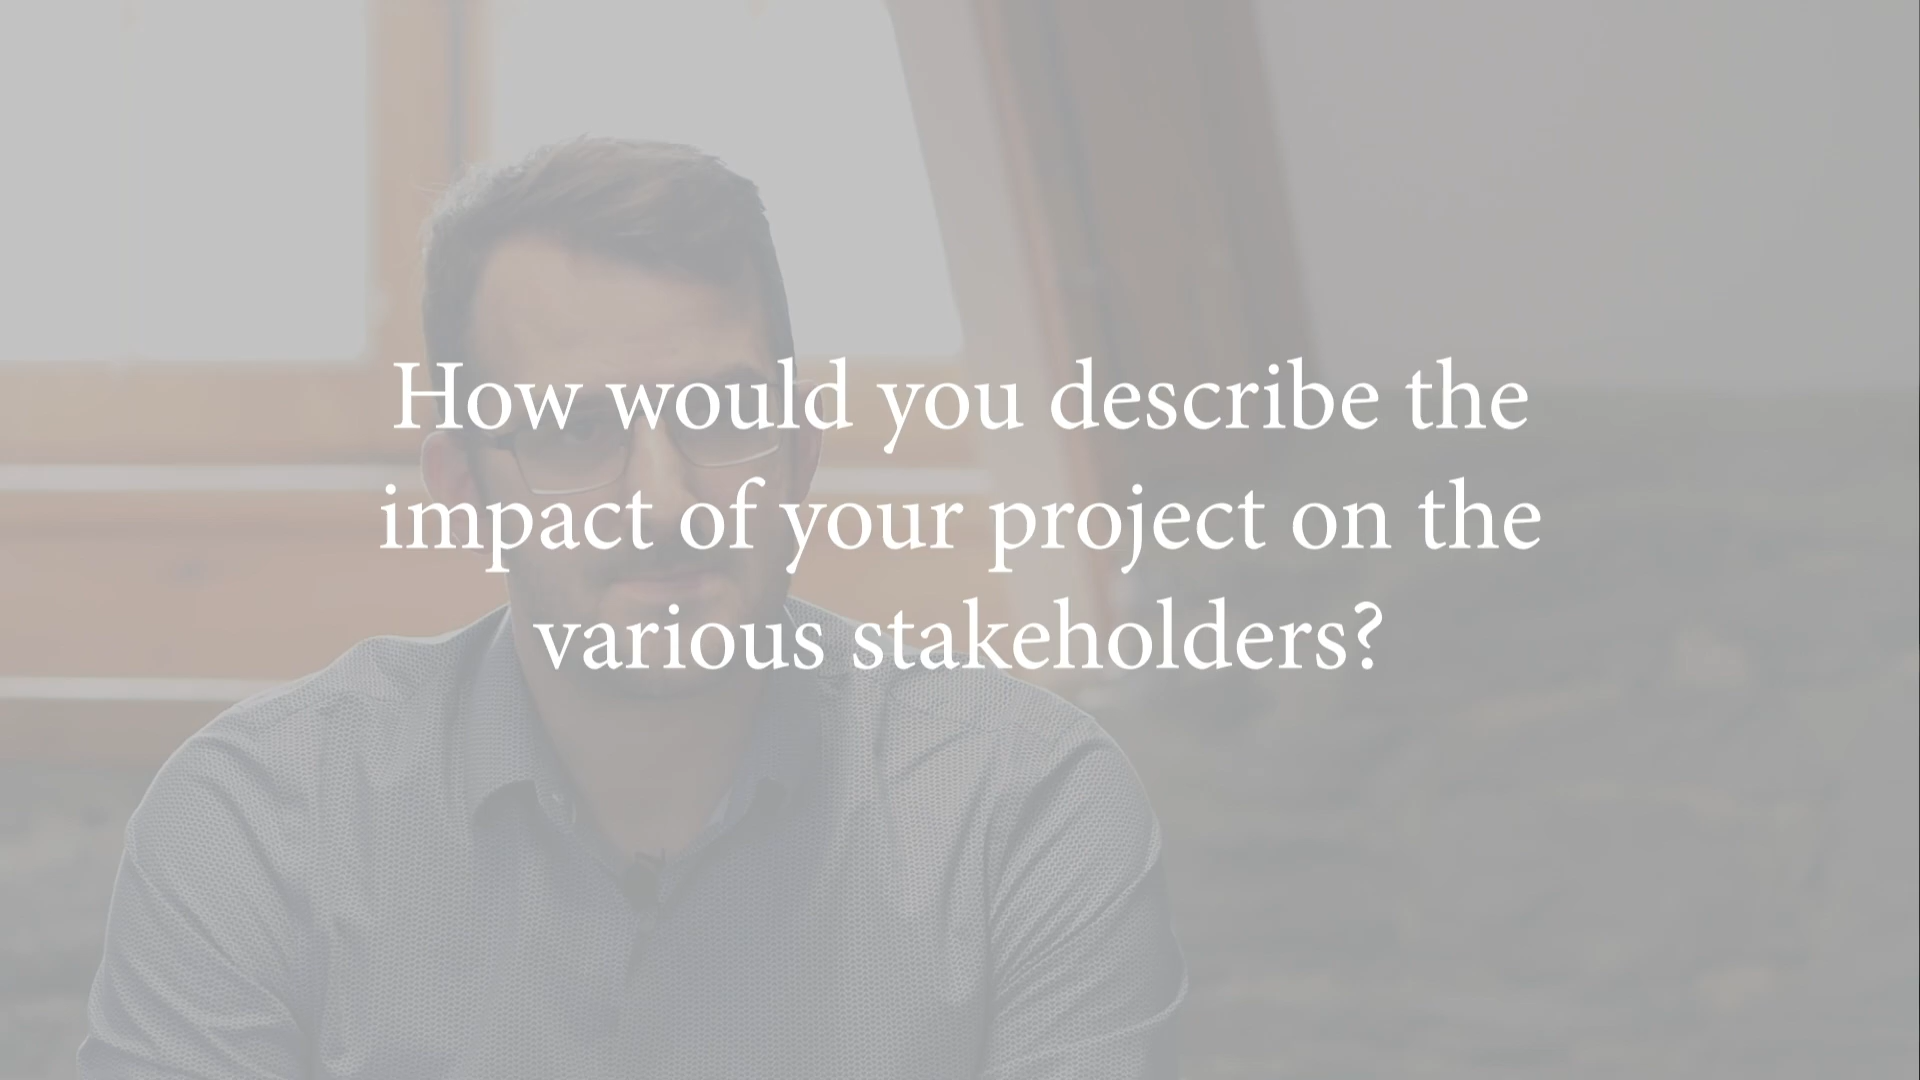 How would you describe the
impact of your project on the
various stakeholders?